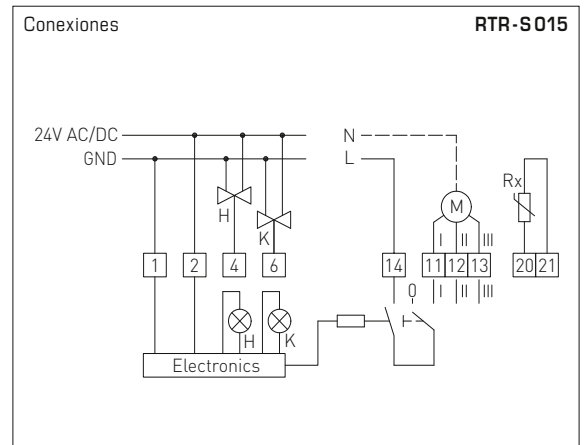 Conexiones RTR-S015
24V AC/DC N
GND L
Rx
H M
K I II III
1 2 4 6 14 11 12 13 20 21
0 I II III
H K
Electronics